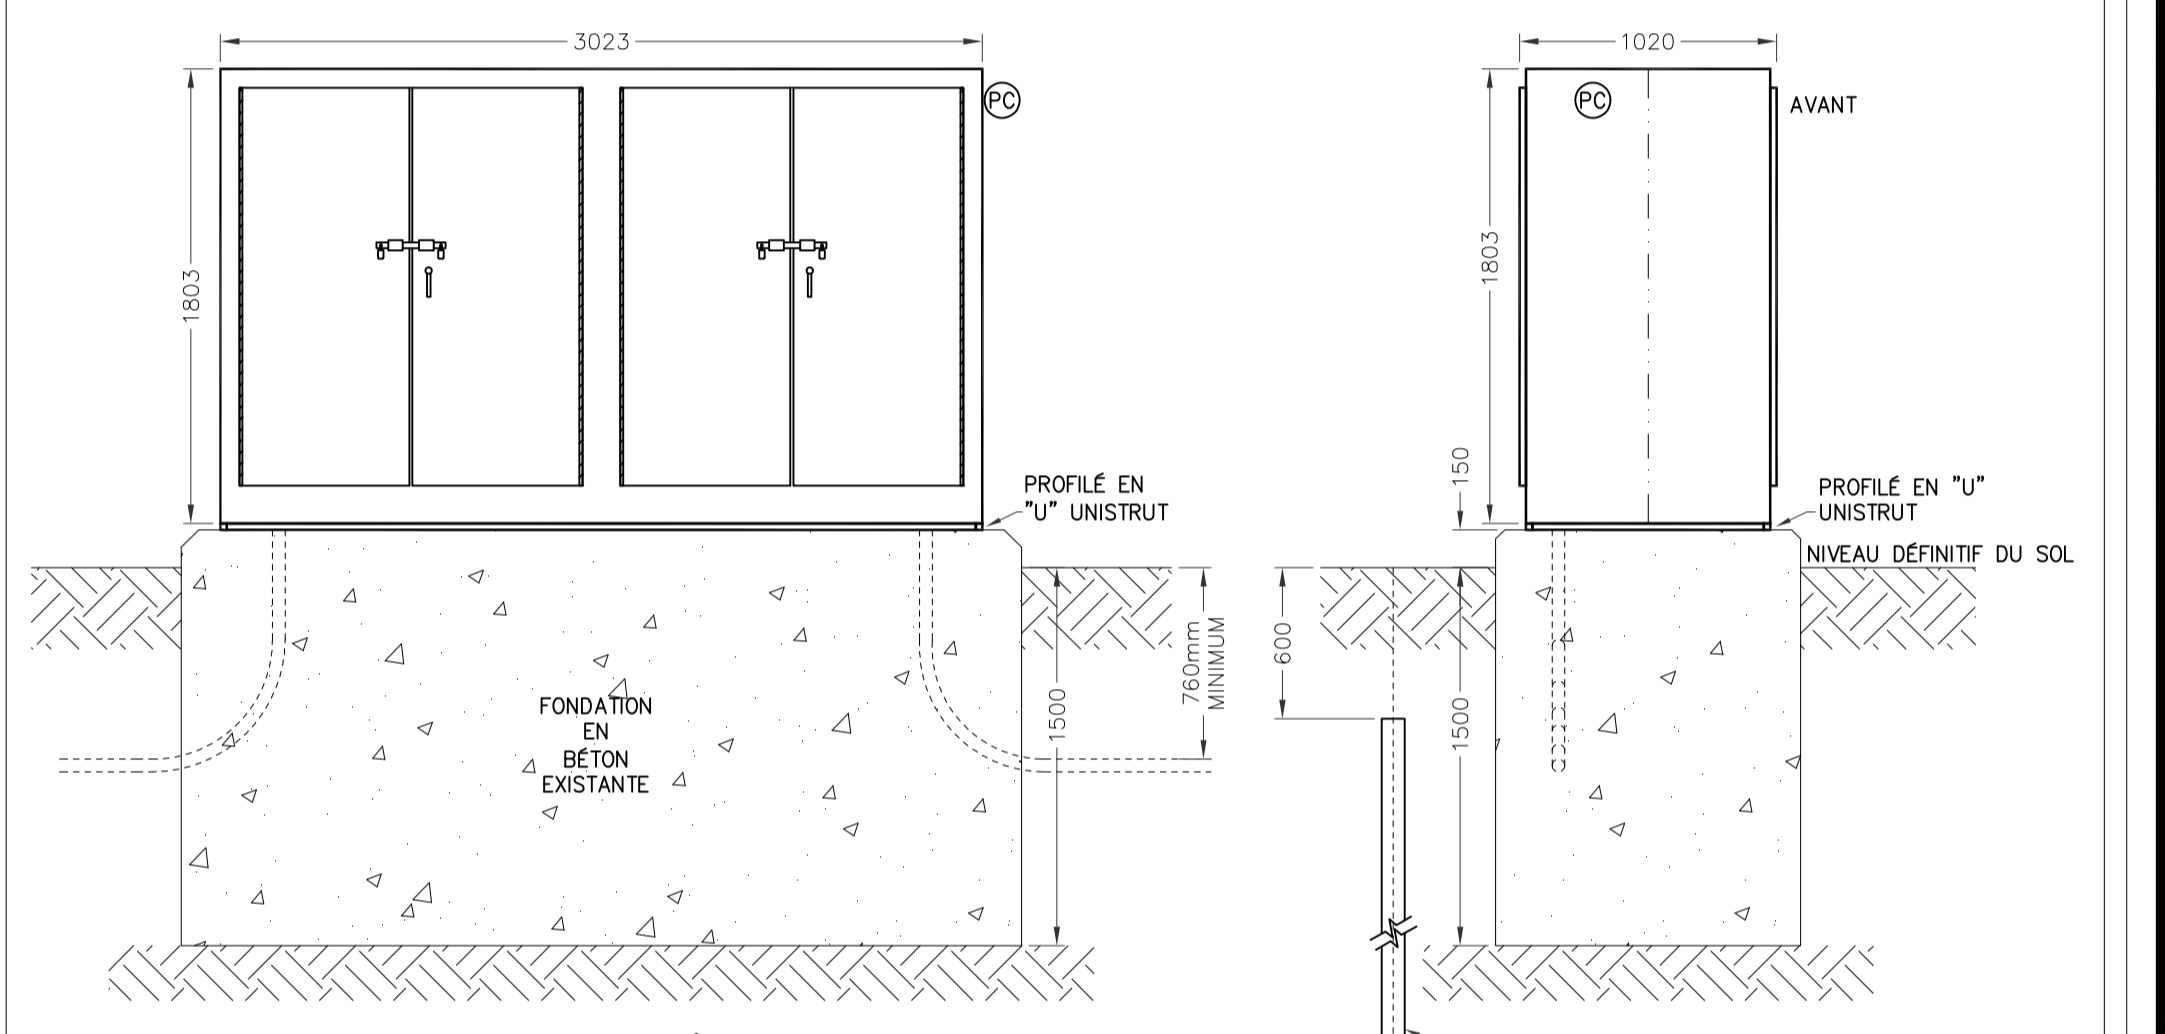 3023
1020
PC
PC
AVANT
1803
1803
150
PROFILÉ EN
"U" UNISTRUT
PROFILÉ EN "U"
UNISTRUT
NIVEAU DÉFINITIF DU SOL
760mm
MINIMUM
600
1500
1500
FONDATION
EN
BÉTON
EXISTANTE